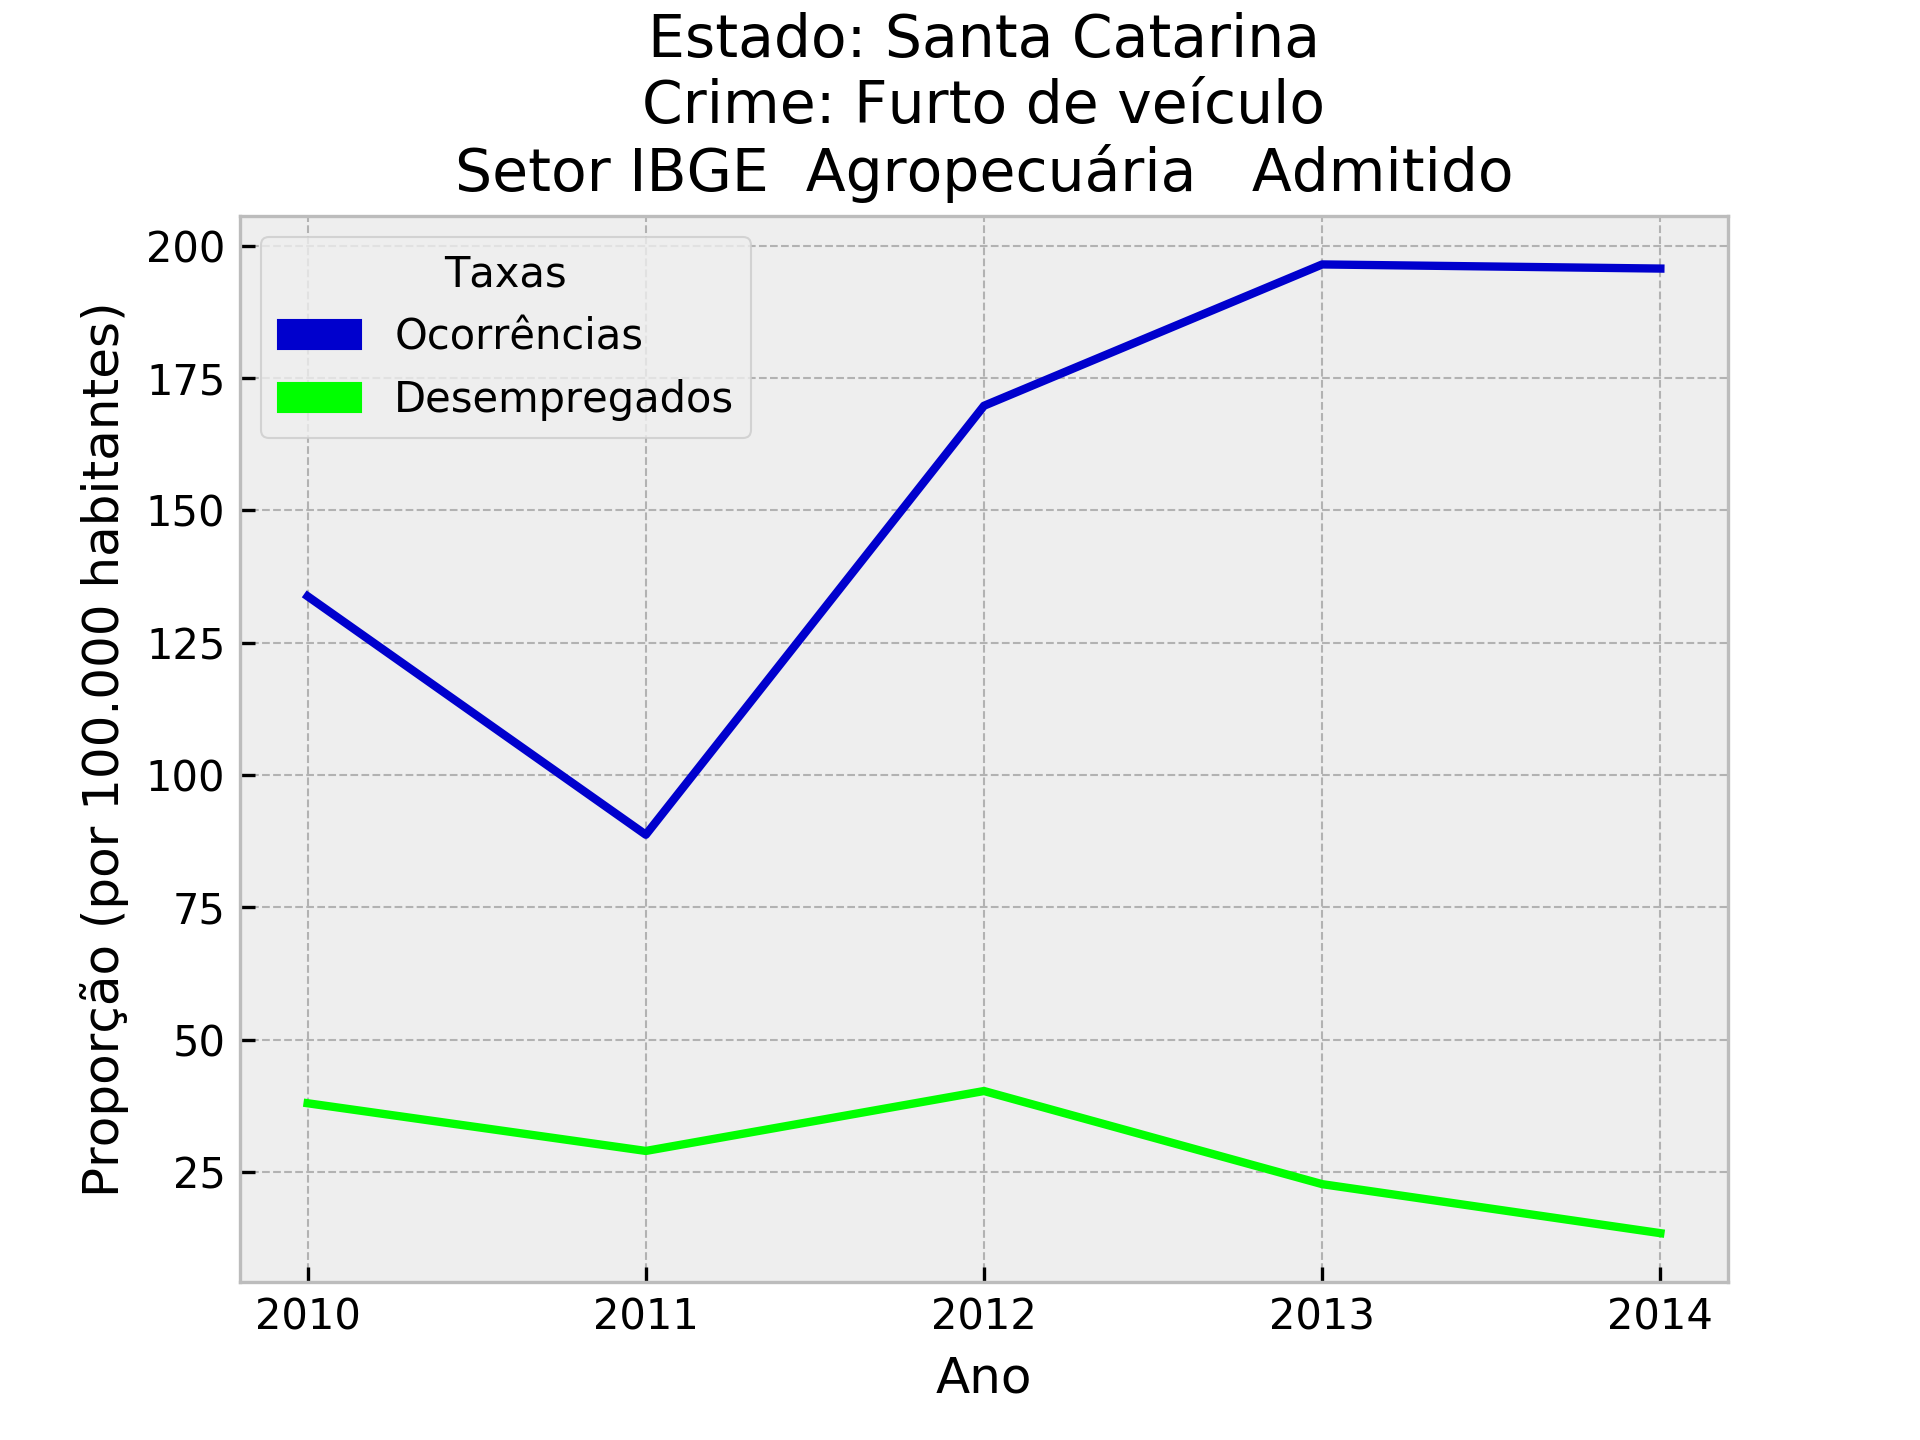 Estado: Santa Catarina
Crime: Furto de veículo
Setor IBGE  Agropecuária   Admitido
Taxas
Ocorrências
Desempregados
Proporção (por 100.000 habitantes)
200
175
150
125
100
75
50
25
2010
2011
2012
2013
2014
Ano